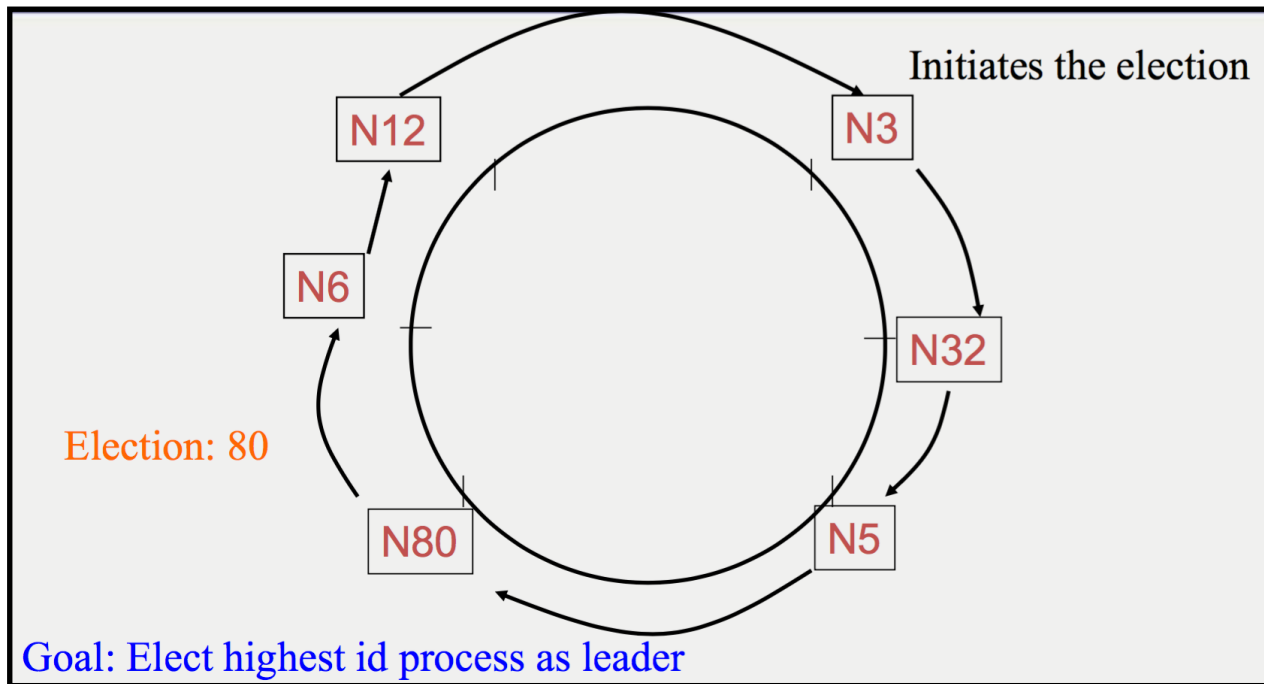 Initiates the election
N12
N3
N6
N32
Election: 80
N80
N5
Goal: Elect highest id process as leader